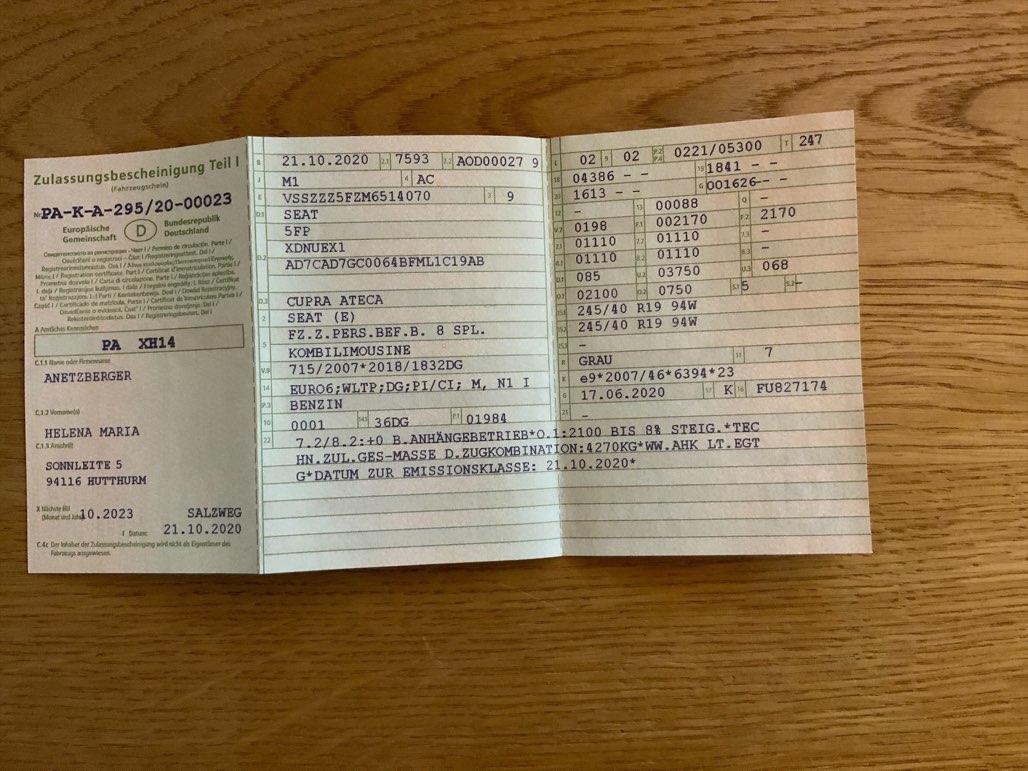 Zulassungsbescheinigung Teil I
(Fahrzeugschein)
Nr. PA-K-A-295/20-00023
Europäische Gemeinschaft D Bundesrepublik Deutschland
A Amtliches Kennzeichen
PA XH14
C.1.1 Name oder Firmenname
ANETZBERGER
C.1.2 Vorname(n)
HELENA MARIA
C.1.3 Anschrift
SONNLEITE 5
94116 HUTTHURM
X Nächste HU (Monat und Jahr) 10.2023
SALZWEG
I Datum: 21.10.2020
C.4c Der Inhaber der Zulassungsbescheinigung wird nicht als Eigentümer des
Fahrzeugs ausgewiesen.
B 21.10.2020 2.1 7593 2.2 AOD00027 9
J M1 4 AC
E VSSZZZ5FZM6514070 3 9
D.1 SEAT
5FP
XDNUEX1
D.2 AD7CAD7GC0064BFML1C19AB
D.3 CUPRA ATECA
2 SEAT (E)
FZ.Z.PERS.BEF.B. 8 SPL.
5 KOMBILIMOUSINE
V.9 715/2007*2018/1832DG
14 EURO6;WLTP;DG;PI/CI; M, N1 I
P.3 BENZIN
10 0001 14.1 36DG P.1 01984
22 7.2/8.2:+0 B.ANHÄNGEBETRIEB*O.1:2100 BIS 8% STEIG.*TEC
HN.ZUL.GES-MASSE D.ZUGKOMBINATION:4270KG*WW.AHK LT.EGT
G*DATUM ZUR EMISSIONSKLASSE: 21.10.2020*
L 02 9 02 P.2 P.4 0221/05300 T 247
18 04386 - - 19 1841 - -
20 1613 - - G 001626- -
12 - 13 00088 Q -
V.7 0198 F.1 002170 F.2 2170
7.1 01110 7.2 01110 7.3 -
8.1 01110 8.2 01110 8.3 -
U.1 085 U.2 03750 U.3 068
O.1 02100 O.2 0750 S.1 5 S.2 -
15.1 245/40 R19 94W
15.2 245/40 R19 94W
R GRAU 11 7
K e9*2007/46*6394*23
6 17.06.2020 17 K 16 FU827174
21 -